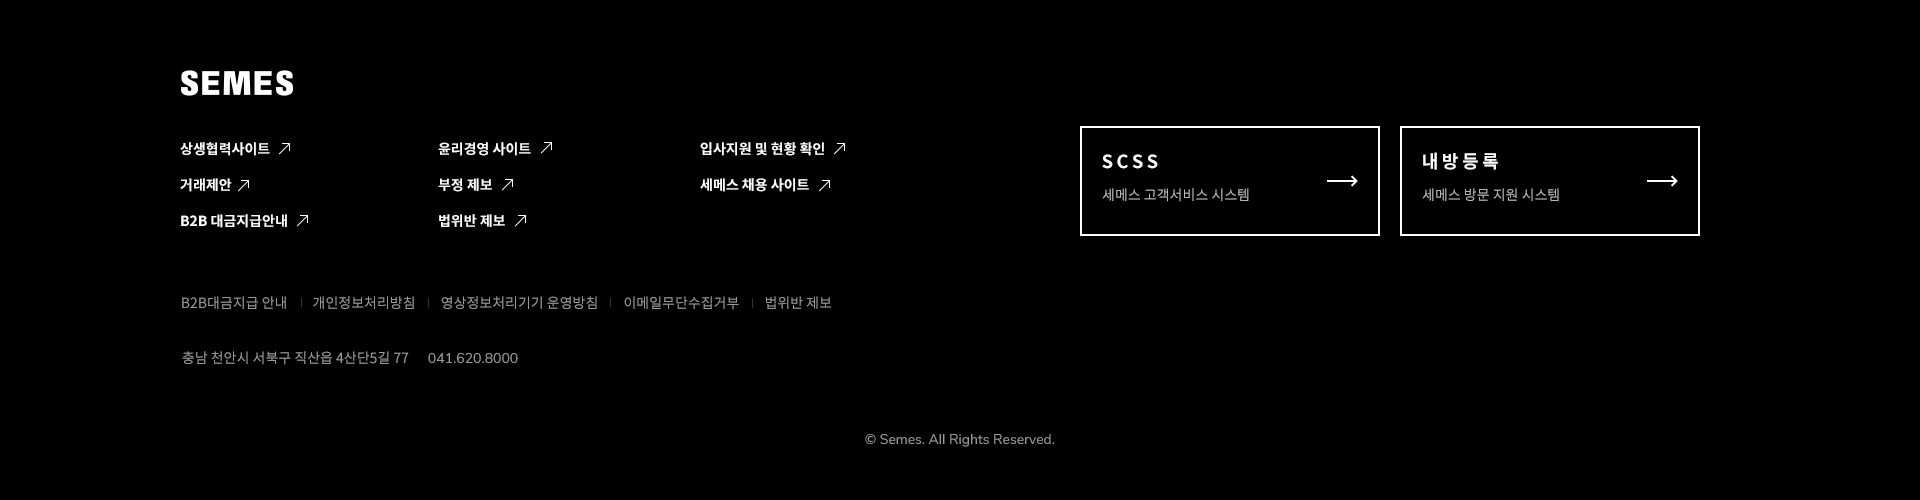 SEMES
상생협력사이트
거래제안
B2B 대금지급안내
윤리경영 사이트
부정 제보
법위반 제보
입사지원 및 현황 확인
세메스 채용 사이트
SCSS
세메스 고객서비스 시스템
내방등록
세메스 방문 지원 시스템
B2B대금지급 안내 | 개인정보처리방침 | 영상정보처리기기 운영방침 | 이메일무단수집거부 | 법위반 제보
충남 천안시 서북구 직산읍 4산단5길 77 041.620.8000
© Semes. All Rights Reserved.